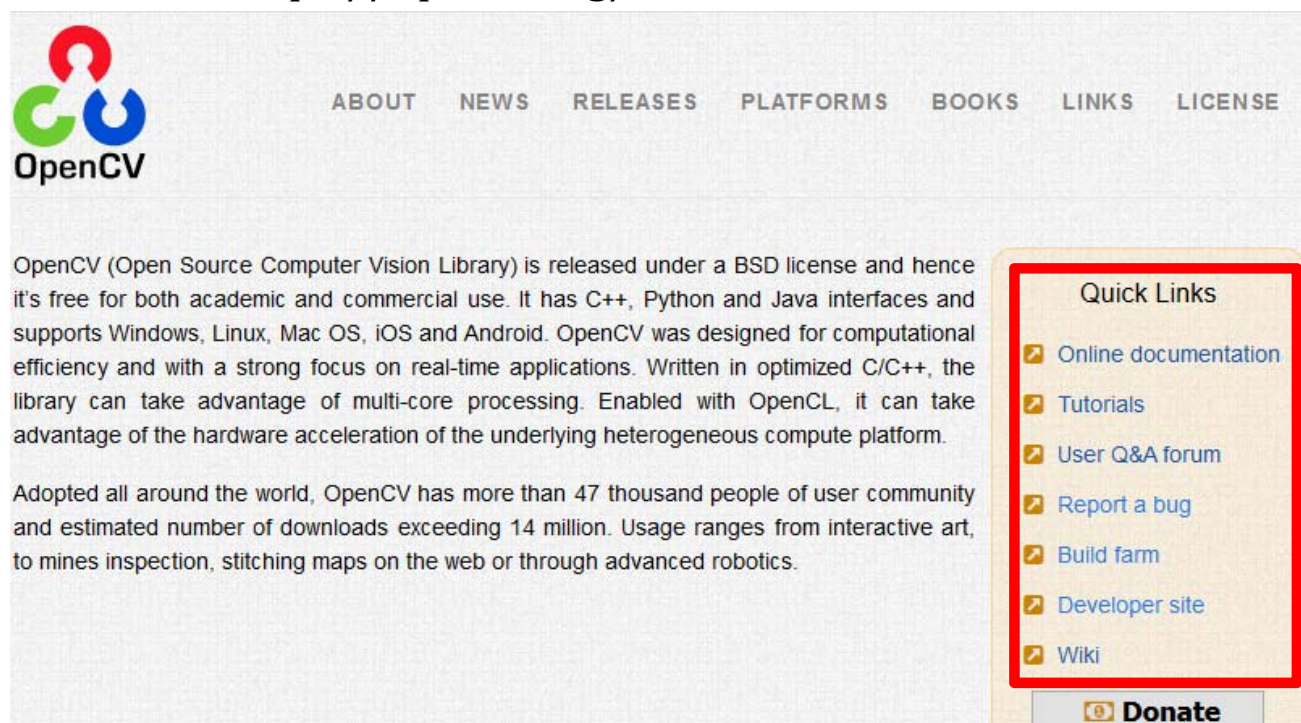 OpenCV
ABOUT NEWS RELEASES PLATFORMS BOOKS LINKS LICENSE
OpenCV (Open Source Computer Vision Library) is released under a BSD license and hence
it's free for both academic and commercial use. It has C++, Python and Java interfaces and
supports Windows, Linux, Mac OS, iOS and Android. OpenCV was designed for computational
efficiency and with a strong focus on real-time applications. Written in optimized C/C++, the
library can take advantage of multi-core processing. Enabled with OpenCL, it can take
advantage of the hardware acceleration of the underlying heterogeneous compute platform.
Adopted all around the world, OpenCV has more than 47 thousand people of user community
and estimated number of downloads exceeding 14 million. Usage ranges from interactive art,
to mines inspection, stitching maps on the web or through advanced robotics.
Quick Links
Online documentation
Tutorials
User Q&A forum
Report a bug
Build farm
Developer site
Wiki
Donate